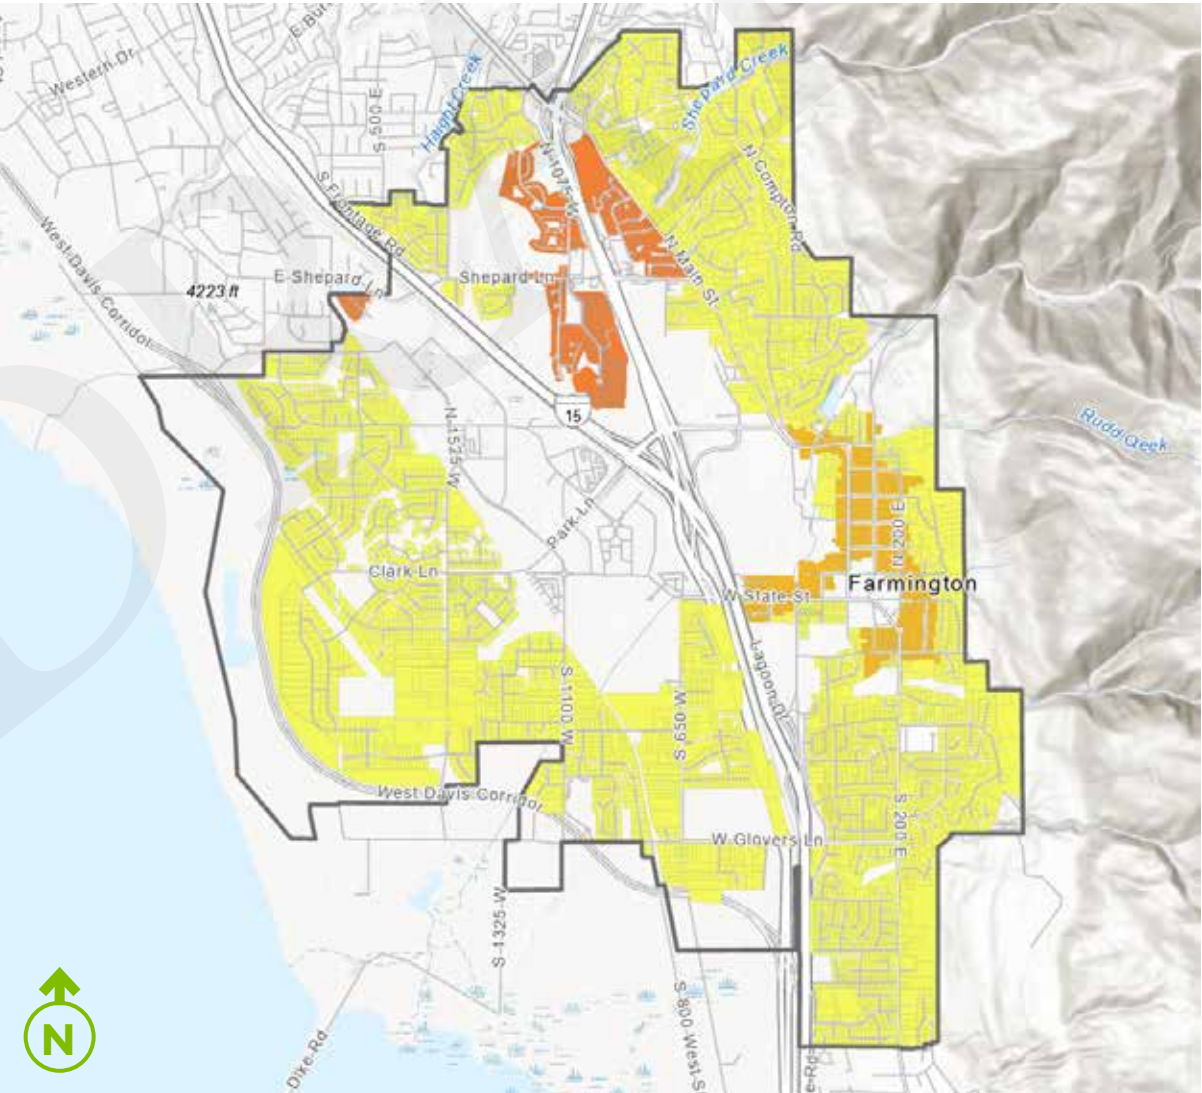 E Bur
Western Dr
S 500 E
Haight Creek
Shepard Creek
N Compton Rd
N 1075 W
S Frontage Rd
N Main St
West Davis Corridor
E Shepard Ln
Shepard Ln
4223 ft
15
Rudd Creek
N 1525 W
Park Ln
N 200 E
Clark Ln
Farmington
W State St
Lagoon Dr
S 1100 W
S 650 W
West Davis Corridor
S 200 E
W Glovers Ln
S 1325 W
N
S 800 West S
Dike Rd
e Rd